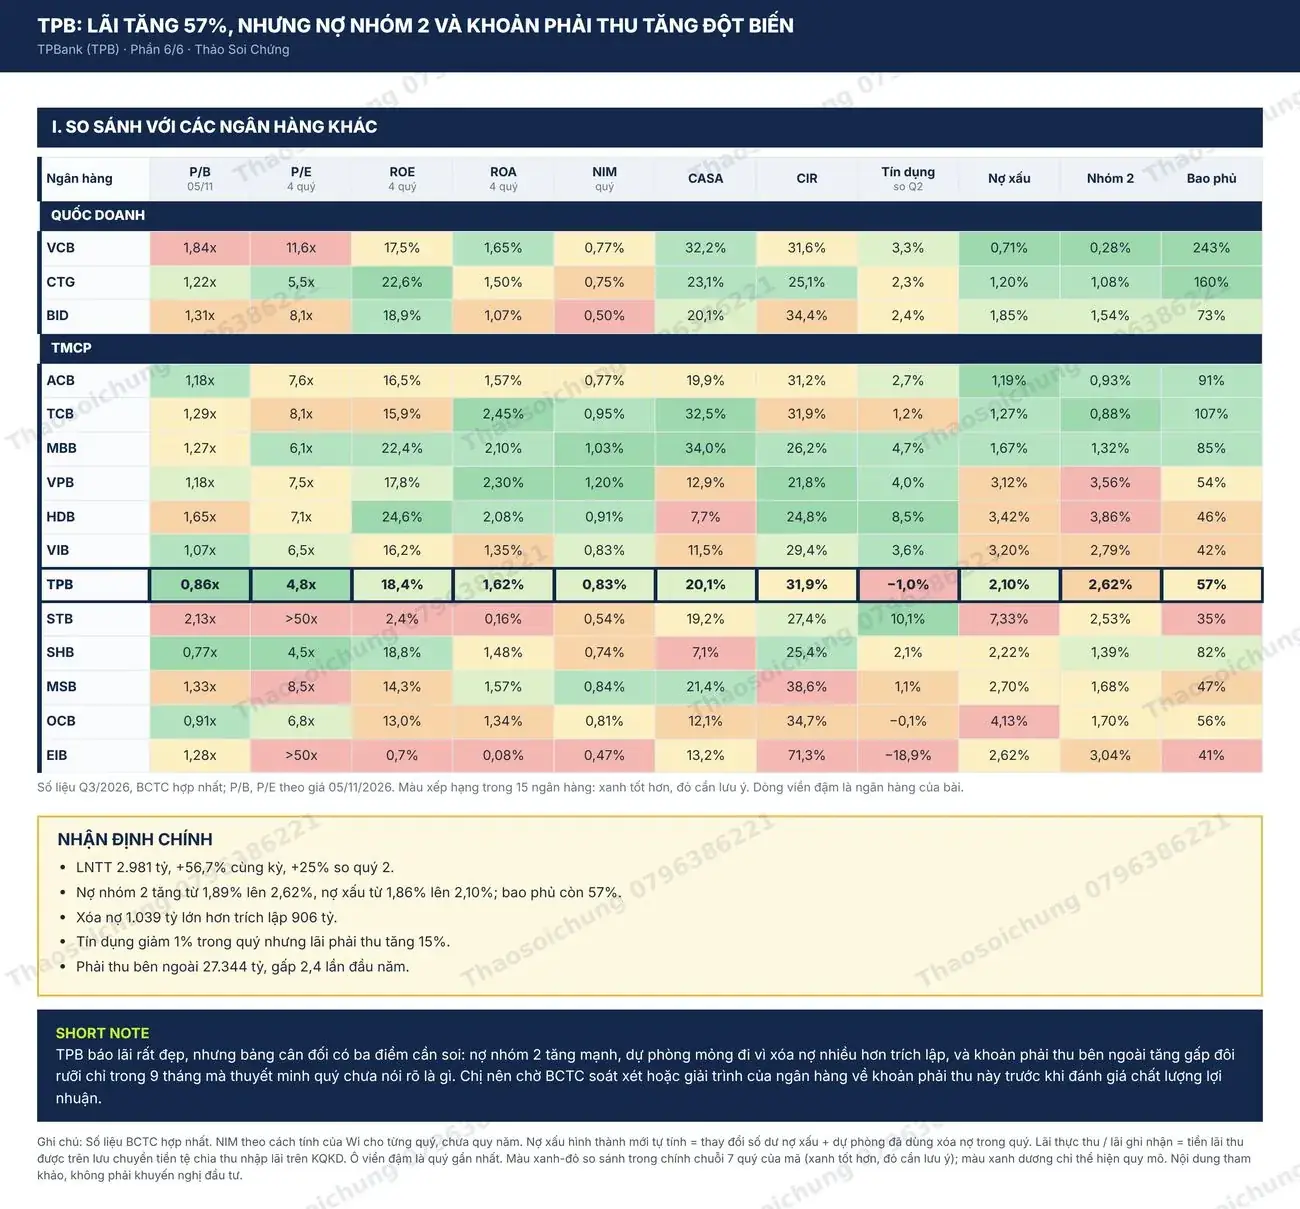 TPB: LÃI TĂNG 57%, NHƯNG NỢ NHÓM 2 VÀ KHOẢN PHẢI THU TĂNG ĐỘT BIẾN
TPBank (TPB) · Phần 6/6 · Thảo Soi Chứng
I. SO SÁNH VỚI CÁC NGÂN HÀNG KHÁC
Ngân hàng P/B 05/11 P/E 4 quý ROE 4 quý ROA 4 quý NIM quý CASA CIR Tín dụng so Q2 Nợ xấu Nhóm 2 Bao phủ
QUỐC DOANH
VCB 1,84x 11,6x 17,5% 1,65% 0,77% 32,2% 31,6% 3,3% 0,71% 0,28% 243%
CTG 1,22x 5,5x 22,6% 1,50% 0,75% 23,1% 25,1% 2,3% 1,20% 1,08% 160%
BID 1,31x 8,1x 18,9% 1,07% 0,50% 20,1% 34,4% 2,4% 1,85% 1,54% 73%
TMCP
ACB 1,18x 7,6x 16,5% 1,57% 0,77% 19,9% 31,2% 2,7% 1,19% 0,93% 91%
TCB 1,29x 8,1x 15,9% 2,45% 0,95% 32,5% 31,9% 1,2% 1,27% 0,88% 107%
MBB 1,27x 6,1x 22,4% 2,10% 1,03% 34,0% 26,2% 4,7% 1,67% 1,32% 85%
VPB 1,18x 7,5x 17,8% 2,30% 1,20% 12,9% 21,8% 4,0% 3,12% 3,56% 54%
HDB 1,65x 7,1x 24,6% 2,08% 0,91% 7,7% 24,8% 8,5% 3,42% 3,86% 46%
VIB 1,07x 6,5x 16,2% 1,35% 0,83% 11,5% 29,4% 3,6% 3,20% 2,79% 42%
TPB 0,86x 4,8x 18,4% 1,62% 0,83% 20,1% 31,9% −1,0% 2,10% 2,62% 57%
STB 2,13x >50x 2,4% 0,16% 0,54% 19,2% 27,4% 10,1% 7,33% 2,53% 35%
SHB 0,77x 4,5x 18,8% 1,48% 0,74% 7,1% 25,4% 2,1% 2,22% 1,39% 82%
MSB 1,33x 8,5x 14,3% 1,57% 0,84% 21,4% 38,6% 1,1% 2,70% 1,68% 47%
OCB 0,91x 6,8x 13,0% 1,34% 0,81% 12,1% 34,7% −0,1% 4,13% 1,70% 56%
EIB 1,28x >50x 0,7% 0,08% 0,47% 13,2% 71,3% −18,9% 2,62% 3,04% 41%
Số liệu Q3/2026, BCTC hợp nhất; P/B, P/E theo giá 05/11/2026. Màu xếp hạng trong 15 ngân hàng: xanh tốt hơn, đỏ cần lưu ý. Dòng viền đậm là ngân hàng của bài.
NHẬN ĐỊNH CHÍNH
• LNTT 2.981 tỷ, +56,7% cùng kỳ, +25% so quý 2.
• Nợ nhóm 2 tăng từ 1,89% lên 2,62%, nợ xấu từ 1,86% lên 2,10%; bao phủ còn 57%.
• Xóa nợ 1.039 tỷ lớn hơn trích lập 906 tỷ.
• Tín dụng giảm 1% trong quý nhưng lãi phải thu tăng 15%.
• Phải thu bên ngoài 27.344 tỷ, gấp 2,4 lần đầu năm.
SHORT NOTE
TPB báo lãi rất đẹp, nhưng bảng cân đối có ba điểm cần soi: nợ nhóm 2 tăng mạnh, dự phòng mỏng đi vì xóa nợ nhiều hơn trích lập, và khoản phải thu bên ngoài tăng gấp đôi
rưỡi chỉ trong 9 tháng mà thuyết minh quý chưa nói rõ là gì. Chị nên chờ BCTC soát xét hoặc giải trình của ngân hàng về khoản phải thu này trước khi đánh giá chất lượng lợi
nhuận.
Ghi chú: Số liệu BCTC hợp nhất. NIM theo cách tính của Wi cho từng quý, chưa quy năm. Nợ xấu hình thành mới tự tính = thay đổi số dư nợ xấu + dự phòng đã dùng xóa nợ trong quý. Lãi thực thu / lãi ghi nhận = tiền lãi thu
được trên lưu chuyển tiền tệ chia thu nhập lãi trên KQKD. Ô viền đậm là quý gần nhất. Màu xanh-đỏ so sánh trong chính chuỗi 7 quý của mã (xanh tốt hơn, đỏ cần lưu ý); màu xanh dương chỉ thể hiện quy mô. Nội dung tham
khảo, không phải khuyến nghị đầu tư.
Thaosoichung 0796386221